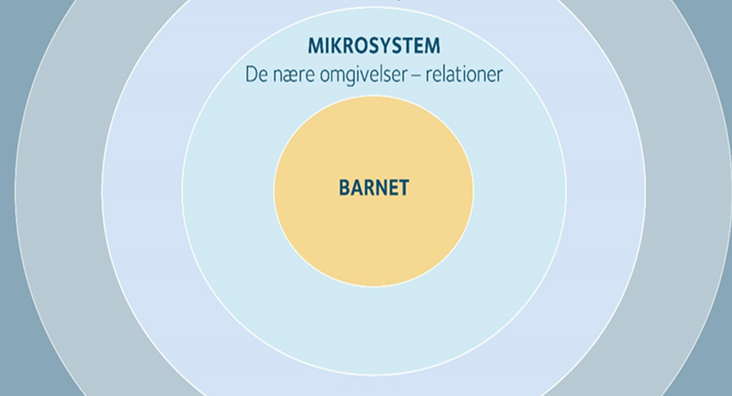 MIKROSYSTEM
De nære omgivelser – relationer
BARNET